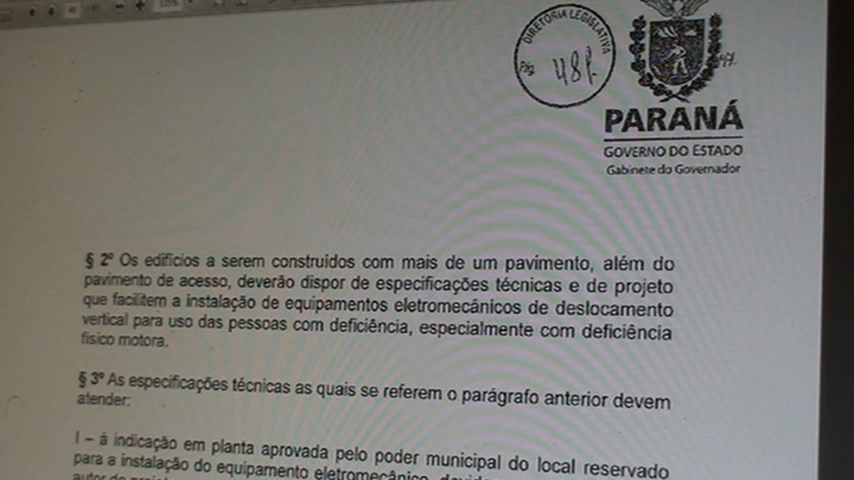 DIRETORIA LEGISLATIVA
Pág
48
PARANÁ
GOVERNO DO ESTADO
Gabinete do Governador
§ 2º Os edifícios a serem construidos com mais de um pavimento, além do
pavimento de acesso, deverão dispor de especificações técnicas e de projeto
que facilitem a instalação de equipamentos eletromecânicos de deslocamento
vertical para uso das pessoas com deficiência, especialmente com deficiência
físico motora.
§ 3º As especificações técnicas as quais se referem o parágrafo anterior devem
atender:
I – á indicação em planta aprovada pelo poder municipal do local reservado
para a instalação do equipamento eletromecânico,